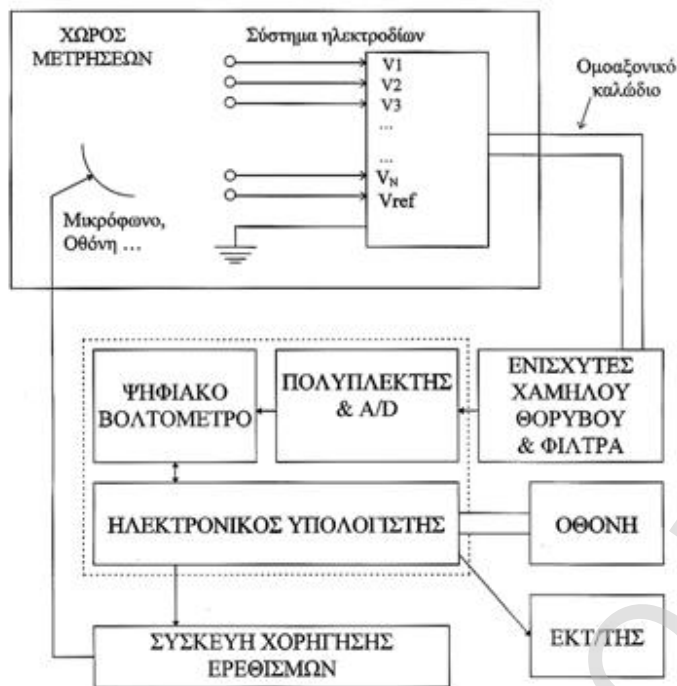 ΧΩΡΟΣ
ΜΕΤΡΗΣΕΩΝ
Σύστημα ηλεκτροδίων
V1
V2
V3
...
...
V_N
Vref
Ομοαξονικό
καλώδιο
Μικρόφωνο,
Οθόνη ...
ΨΗΦΙΑΚΟ
ΒΟΛΤΟΜΕΤΡΟ
ΠΟΛΥΠΛΕΚΤΗΣ
& A/D
ΕΝΙΣΧΥΤΕΣ
ΧΑΜΗΛΟΥ
ΘΟΡΥΒΟΥ
& ΦΙΛΤΡΑ
ΗΛΕΚΤΡΟΝΙΚΟΣ ΥΠΟΛΟΓΙΣΤΗΣ
ΟΘΟΝΗ
ΣΥΣΚΕΥΗ ΧΟΡΗΓΗΣΗΣ
ΕΡΕΘΙΣΜΩΝ
ΕΚΤ/ΤΗΣ